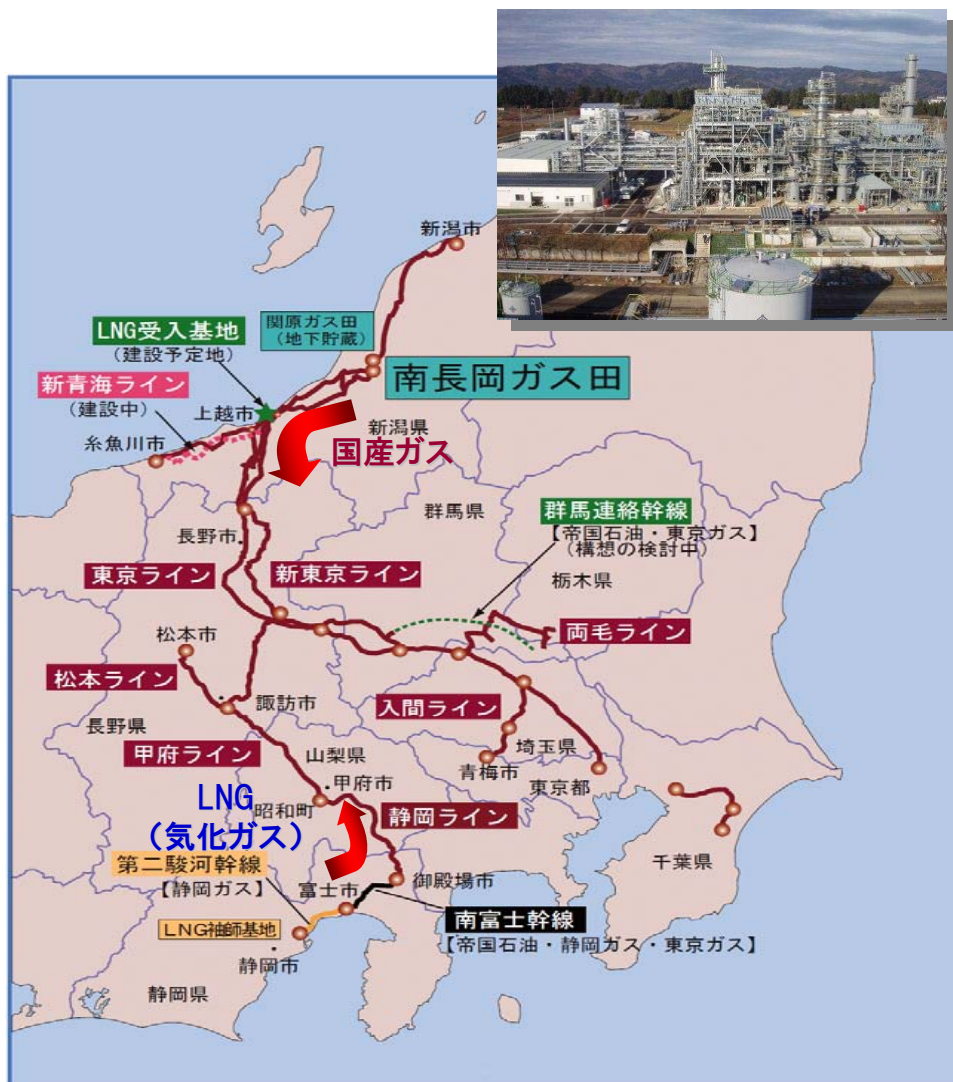 新潟市
LNG受入基地
(建設予定地)
関原ガス田
(地下貯蔵)
南長岡ガス田
新青海ライン
(建設中)
上越市
糸魚川市
新潟県
国産ガス
群馬県
群馬連絡幹線
【帝国石油・東京ガス】
(構想の検討中)
長野市
東京ライン
新東京ライン
栃木県
両毛ライン
松本市
松本ライン
諏訪市
入間ライン
長野県
甲府ライン
山梨県
埼玉県
青梅市
東京都
甲府市
LNG
(気化ガス)
昭和町
静岡ライン
千葉県
第二駿河幹線
【静岡ガス】
富士市
御殿場市
LNG袖師基地
南富士幹線
【帝国石油・静岡ガス・東京ガス】
静岡市
静岡県